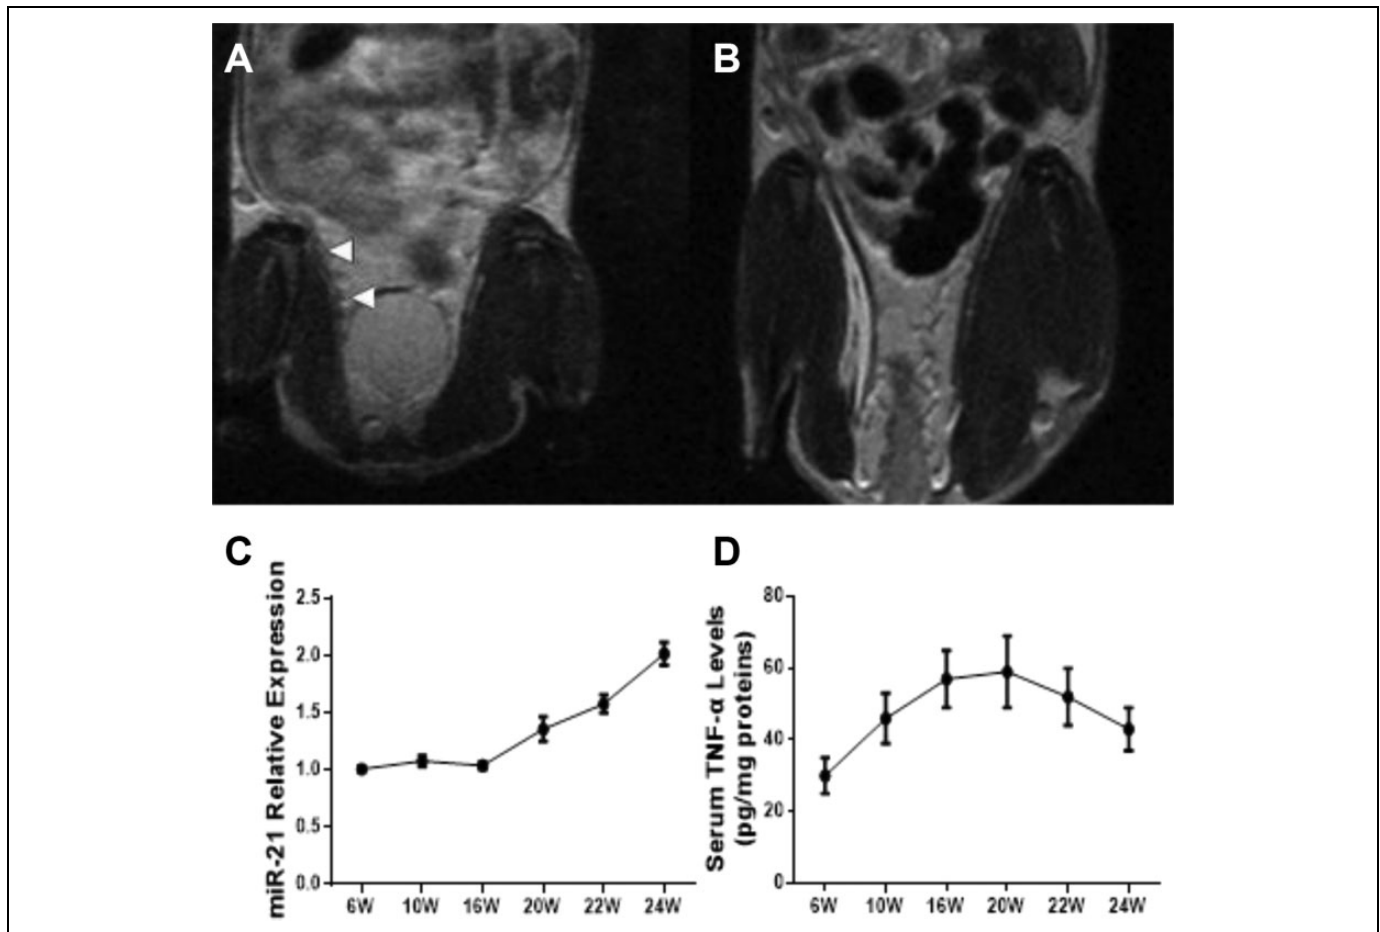 A
B
C
D
miR-21 Relative Expression
2.5
2.0
1.5
1.0
0.5
0.0
6W 10W 16W 20W 22W 24W
Serum TNF-α Levels
(pg/mg proteins)
80
60
40
20
0
6W 10W 16W 20W 22W 24W